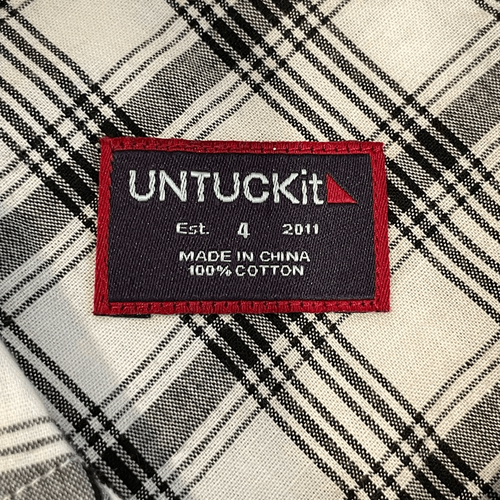 UNTUCKit
Est. 4 2011
MADE IN CHINA
100% COTTON